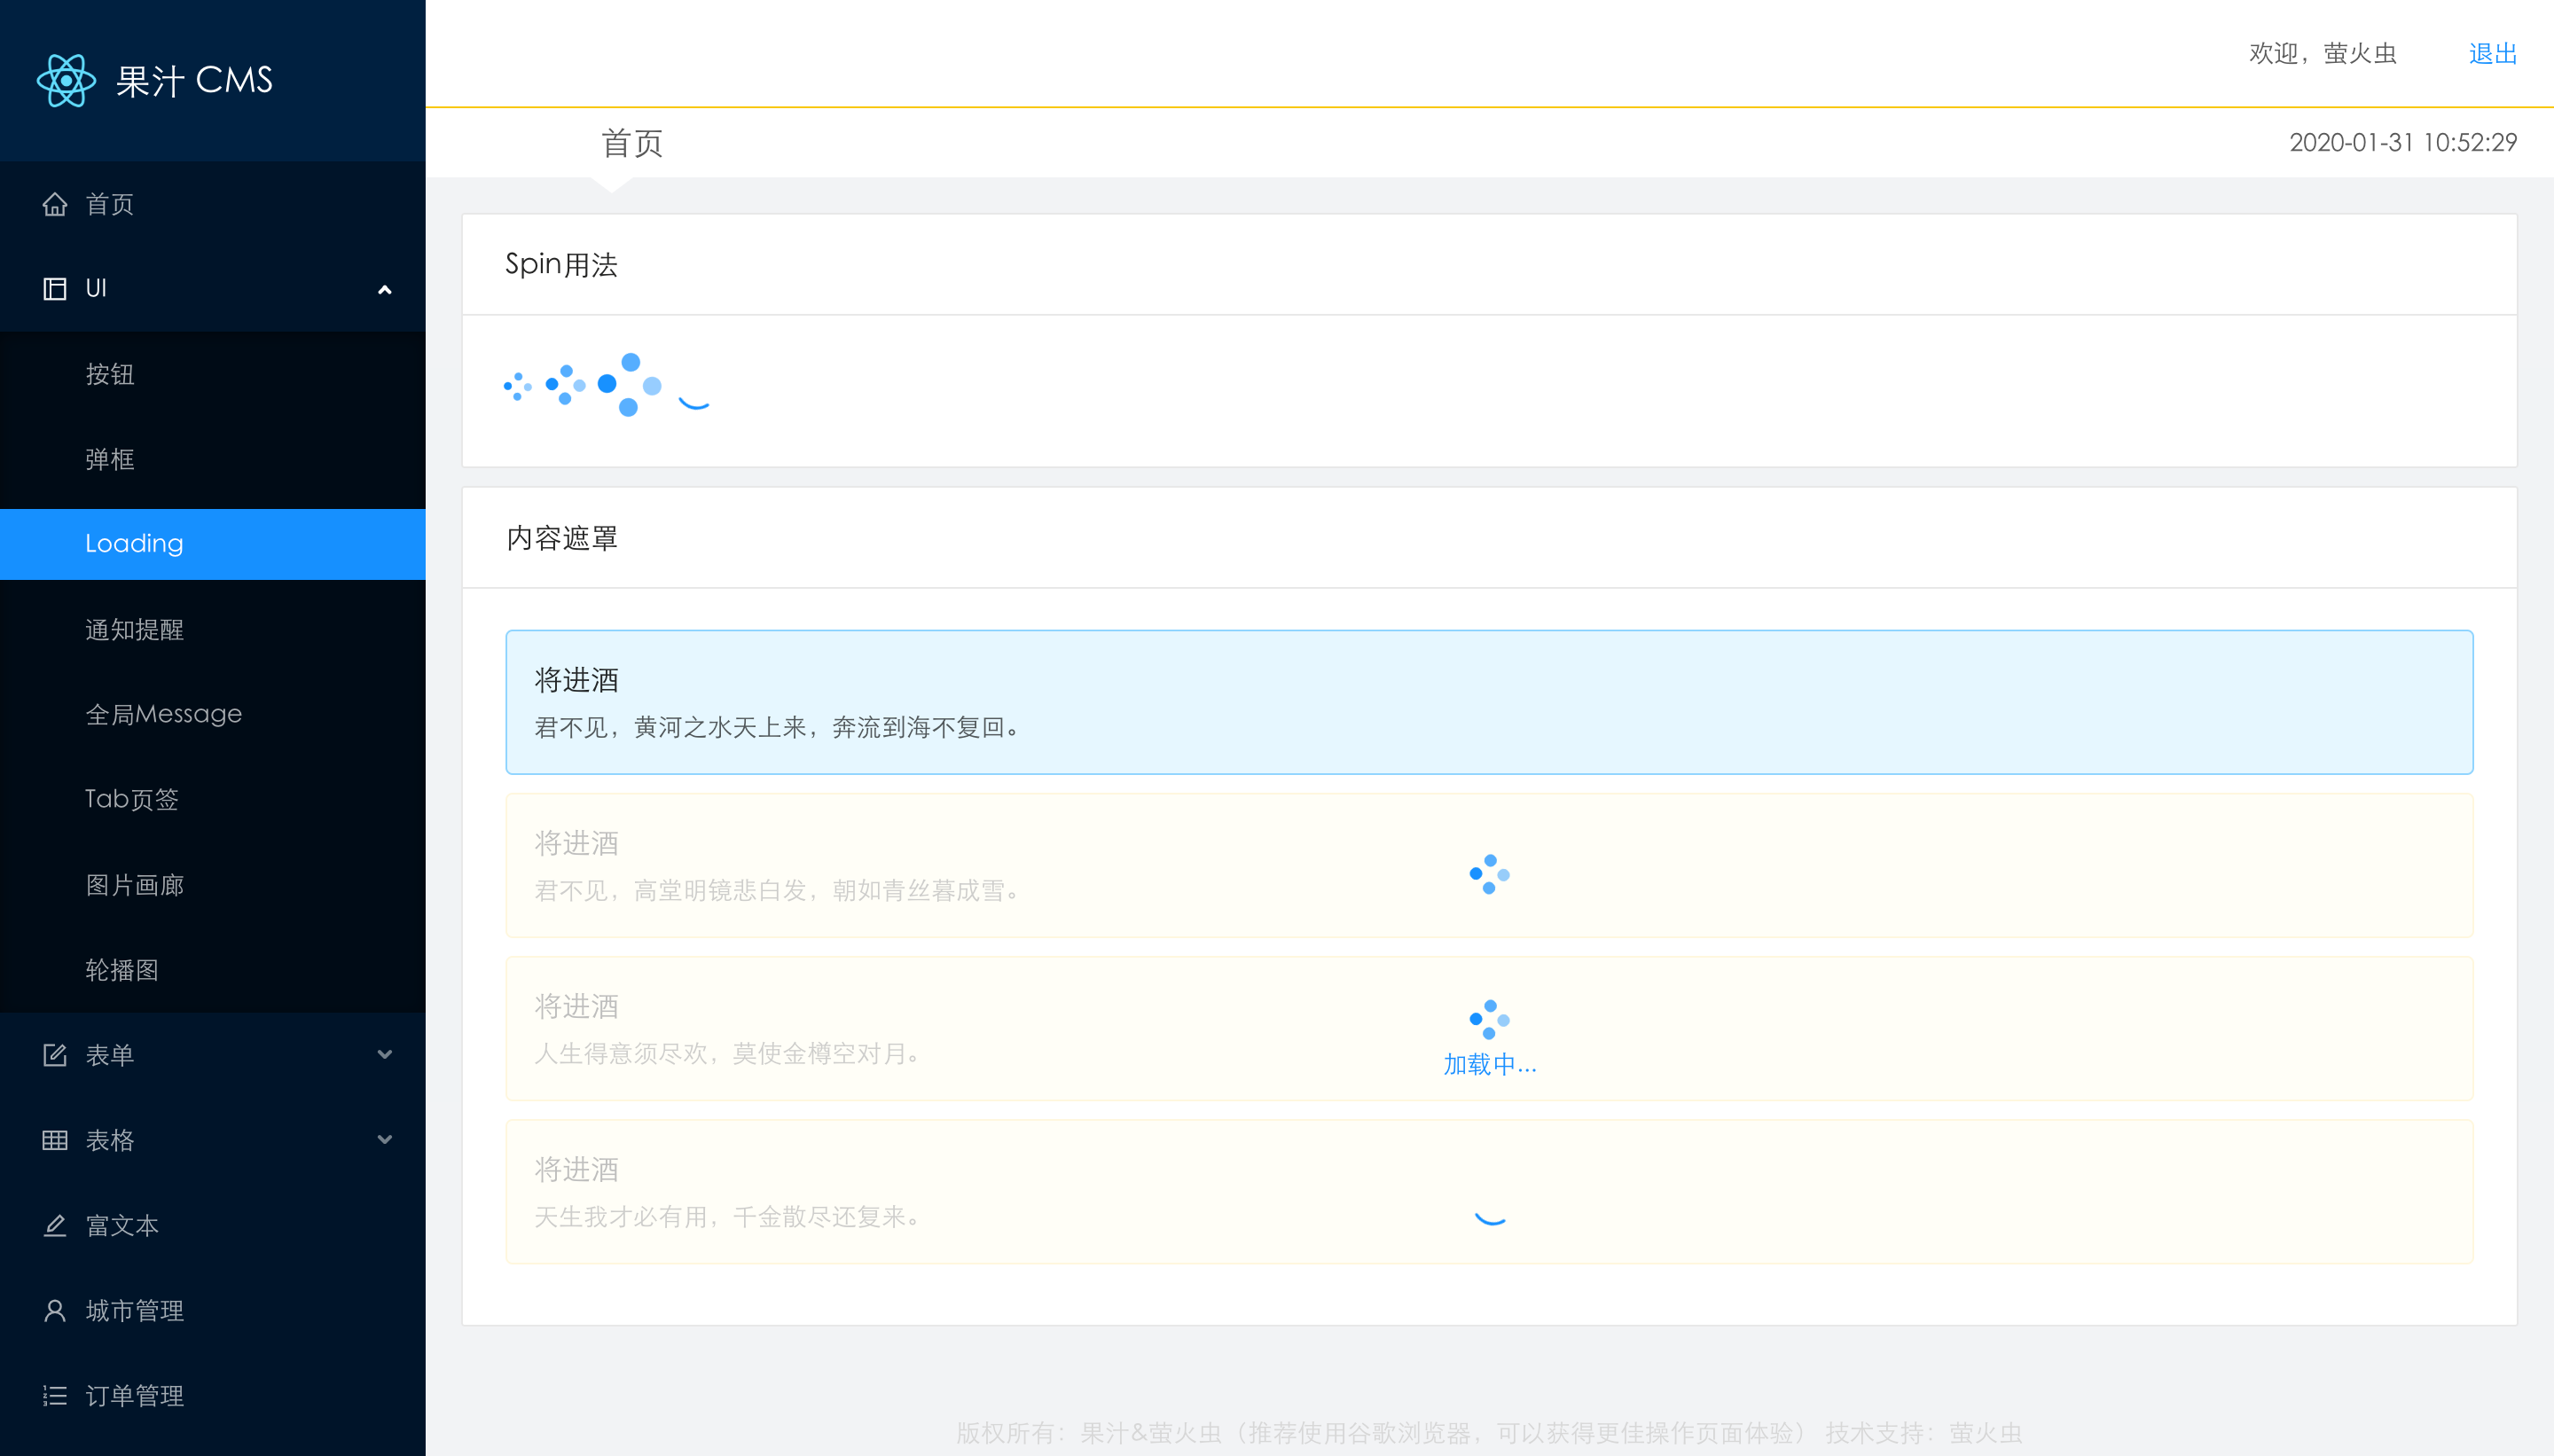 果汁 CMS
欢迎，萤火虫
退出
首页
2020-01-31 10:52:29
首页
UI
按钮
弹框
Loading
通知提醒
全局Message
Tab页签
图片画廊
轮播图
表单
表格
富文本
城市管理
订单管理
Spin用法
内容遮罩
将进酒
君不见，黄河之水天上来，奔流到海不复回。
将进酒
君不见，高堂明镜悲白发，朝如青丝暮成雪。
将进酒
人生得意须尽欢，莫使金樽空对月。
加载中...
将进酒
天生我才必有用，千金散尽还复来。
版权所有：果汁&萤火虫（推荐使用谷歌浏览器，可以获得更佳操作页面体验） 技术支持：萤火虫